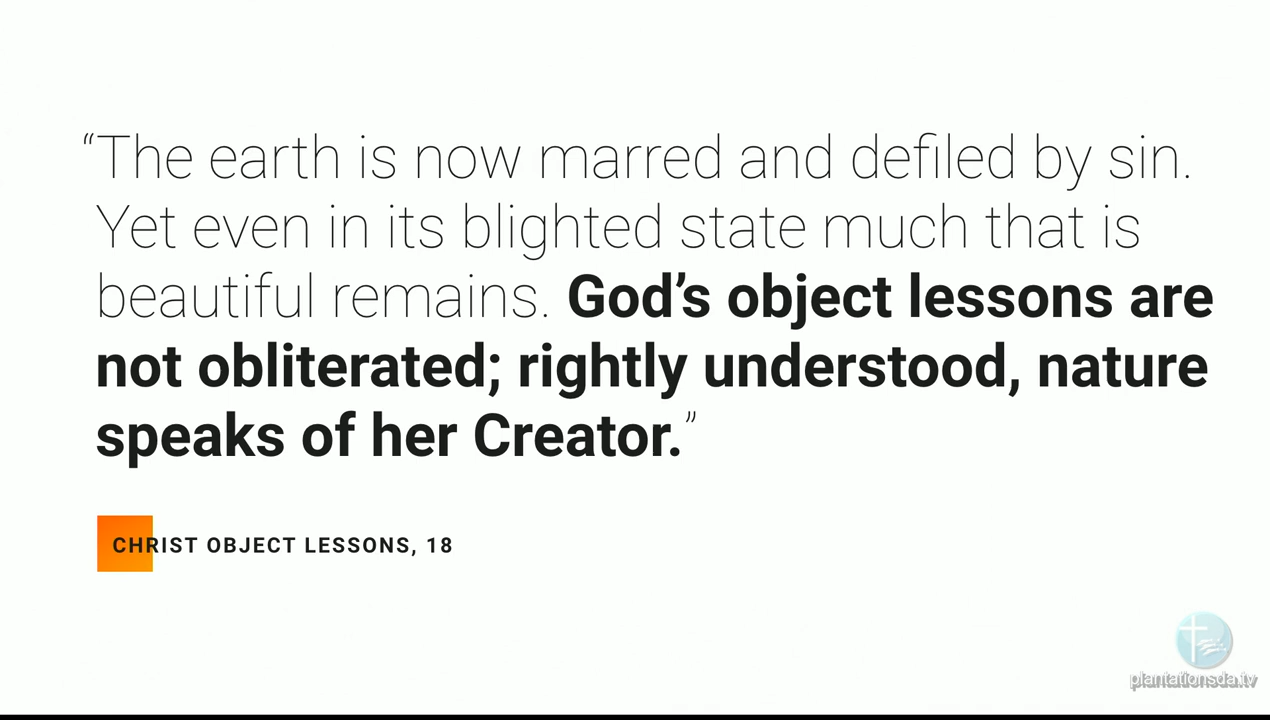 “The earth is now marred and defiled by sin.
Yet even in its blighted state much that is
beautiful remains. God’s object lessons are
not obliterated; rightly understood, nature
speaks of her Creator.”
CHRIST OBJECT LESSONS, 18
plantationsda.tv